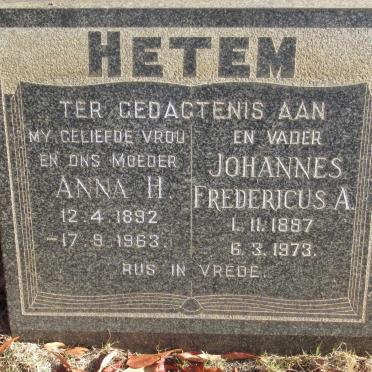 HETEM
TER GEDAGTENIS AAN
MY GELIEFDE VROU
EN ONS MOEDER
ANNA H.
12.4.1892
-17.9.1963.
EN VADER
JOHANNES
FREDERICUS A.
1.11.1887
6.3.1973.
RUS IN VREDE.